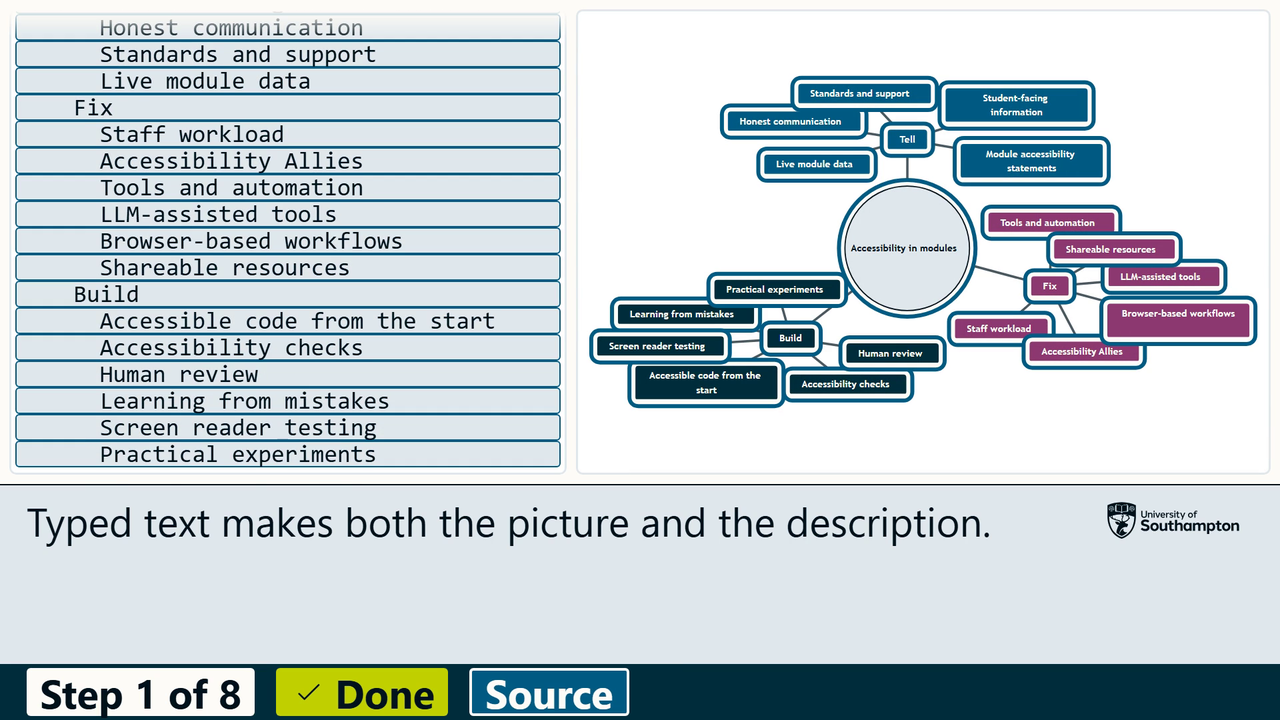 Honest communication
Standards and support
Live module data
Fix
Staff workload
Accessibility Allies
Tools and automation
LLM-assisted tools
Browser-based workflows
Shareable resources
Build
Accessible code from the start
Accessibility checks
Human review
Learning from mistakes
Screen reader testing
Practical experiments
Standards and support
Student-facing
information
Honest communication
Tell
Live module data
Module accessibility
statements
Accessibility in modules
Tools and automation
Shareable resources
LLM-assisted tools
Fix
Browser-based workflows
Staff workload
Accessibility Allies
Practical experiments
Learning from mistakes
Build
Screen reader testing
Human review
Accessible code from the
start
Accessibility checks
Typed text makes both the picture and the description.
University of
Southampton
Step 1 of 8
✓ Done
Source